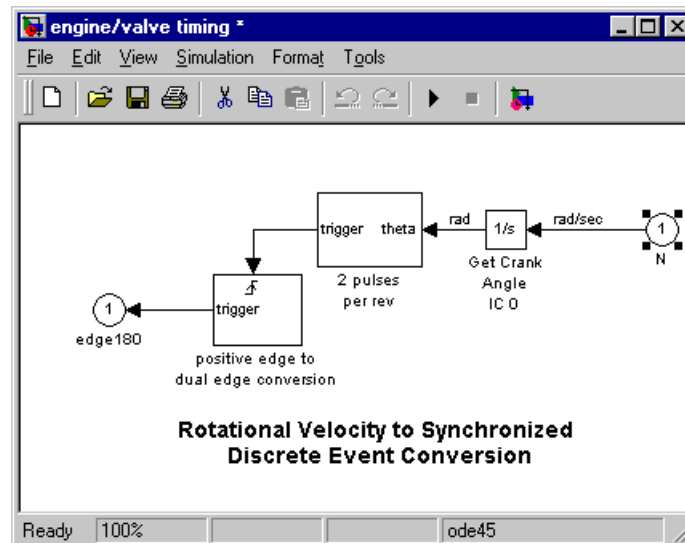 engine/valve timing *
File Edit View Simulation Format Tools
trigger theta
rad
1/s
rad/sec
1
N
2 pulses
per rev
Get Crank
Angle
IC 0
trigger
1
edge180
positive edge to
dual edge conversion
Rotational Velocity to Synchronized
Discrete Event Conversion
Ready 100% ode45